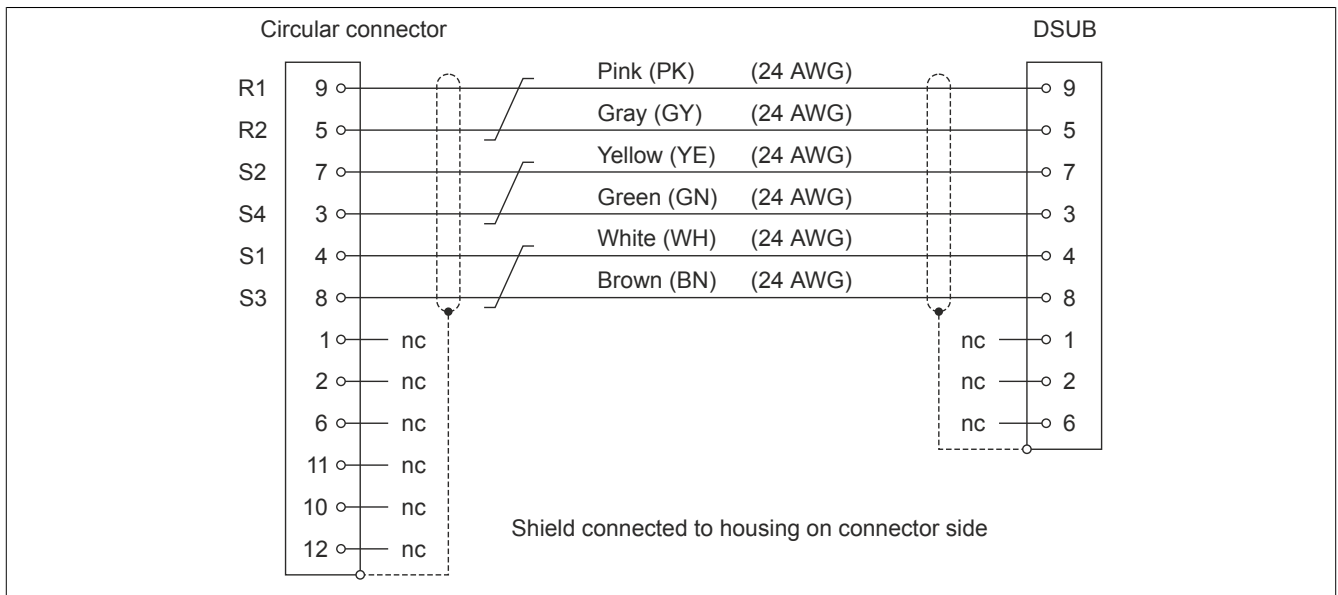 Circular connector DSUB
R1 9 Pink (PK) (24 AWG) 9
R2 5 Gray (GY) (24 AWG) 5
S2 7 Yellow (YE) (24 AWG) 7
S4 3 Green (GN) (24 AWG) 3
S1 4 White (WH) (24 AWG) 4
S3 8 Brown (BN) (24 AWG) 8
1 nc nc 1
2 nc nc 2
6 nc nc 6
11 nc
10 nc
Shield connected to housing on connector side
12 nc